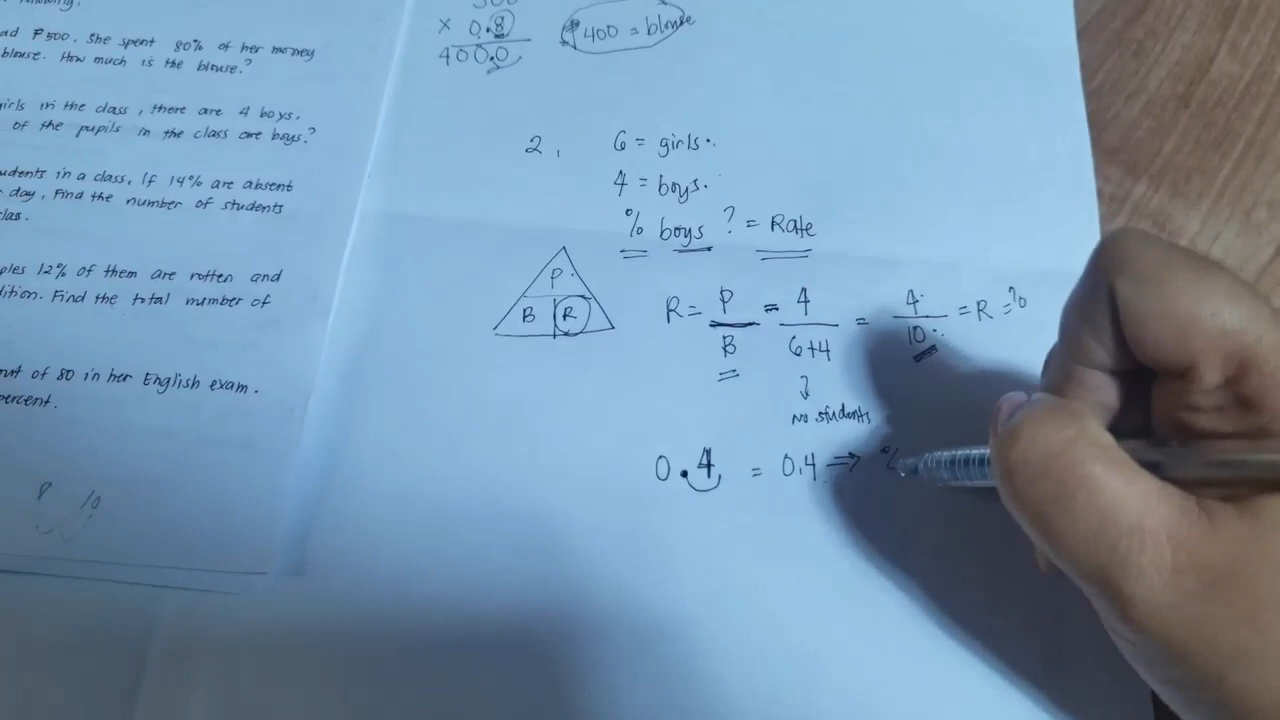 ad ₱500. She spent 80% of her money
blouse. How much is the blouse?
girls in the class, there are 4 boys.
of the pupils in the class are boys?
udents in a class, If 14% are absent
day, Find the number of students
clas.
ples 12% of them are rotten and
dition. Find the total number of
out of 80 in her English exam.
percent.
× 0.8
400.0
₱400 = blouse
2. 6 = girls.
4 = boys.
% boys ? = Rate
P
B R
R = P/B = 4/6+4 = 4/10 = R = ?
No students
0.4 = 0.4 → %